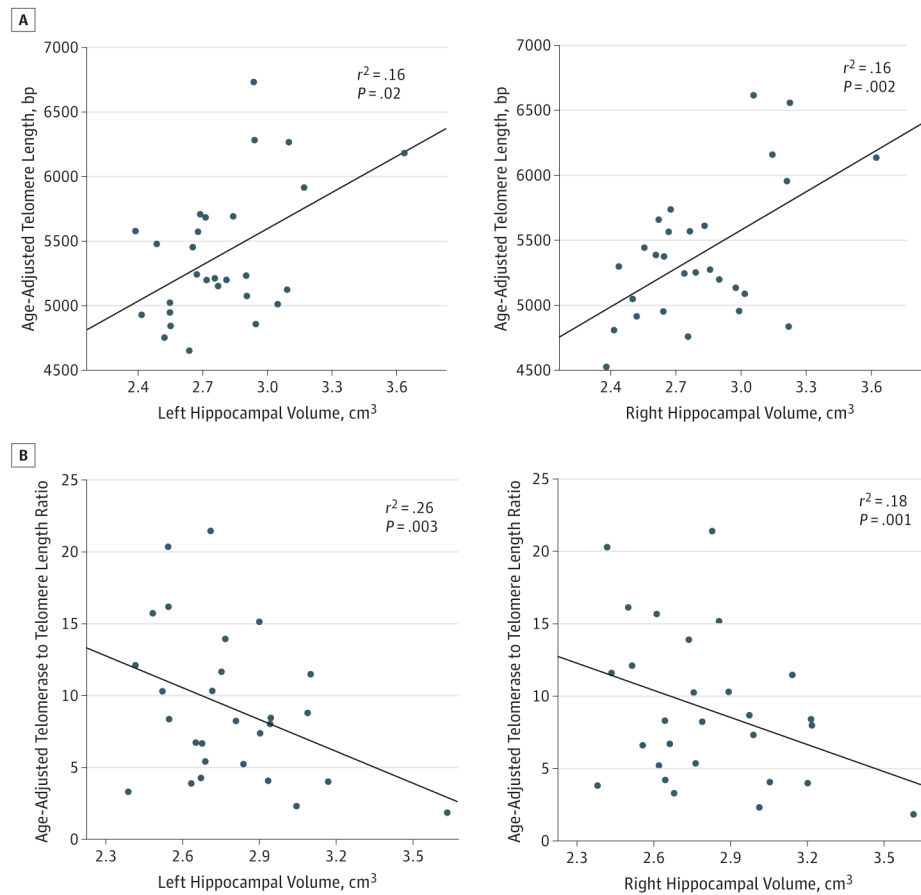 A
Age-Adjusted Telomere Length, bp
7000
6500
6000
5500
5000
4500
2.4 2.7 3.0 3.3 3.6
Left Hippocampal Volume, cm³
r² = .16
P = .02
Age-Adjusted Telomere Length, bp
7000
6500
6000
5500
5000
4500
2.4 2.7 3.0 3.3 3.6
Right Hippocampal Volume, cm³
r² = .16
P = .002
B
Age-Adjusted Telomerase to Telomere Length Ratio
25
20
15
10
5
0
2.3 2.6 2.9 3.2 3.5
Left Hippocampal Volume, cm³
r² = .26
P = .003
Age-Adjusted Telomerase to Telomere Length Ratio
25
20
15
10
5
0
2.3 2.6 2.9 3.2 3.5
Right Hippocampal Volume, cm³
r² = .18
P = .001